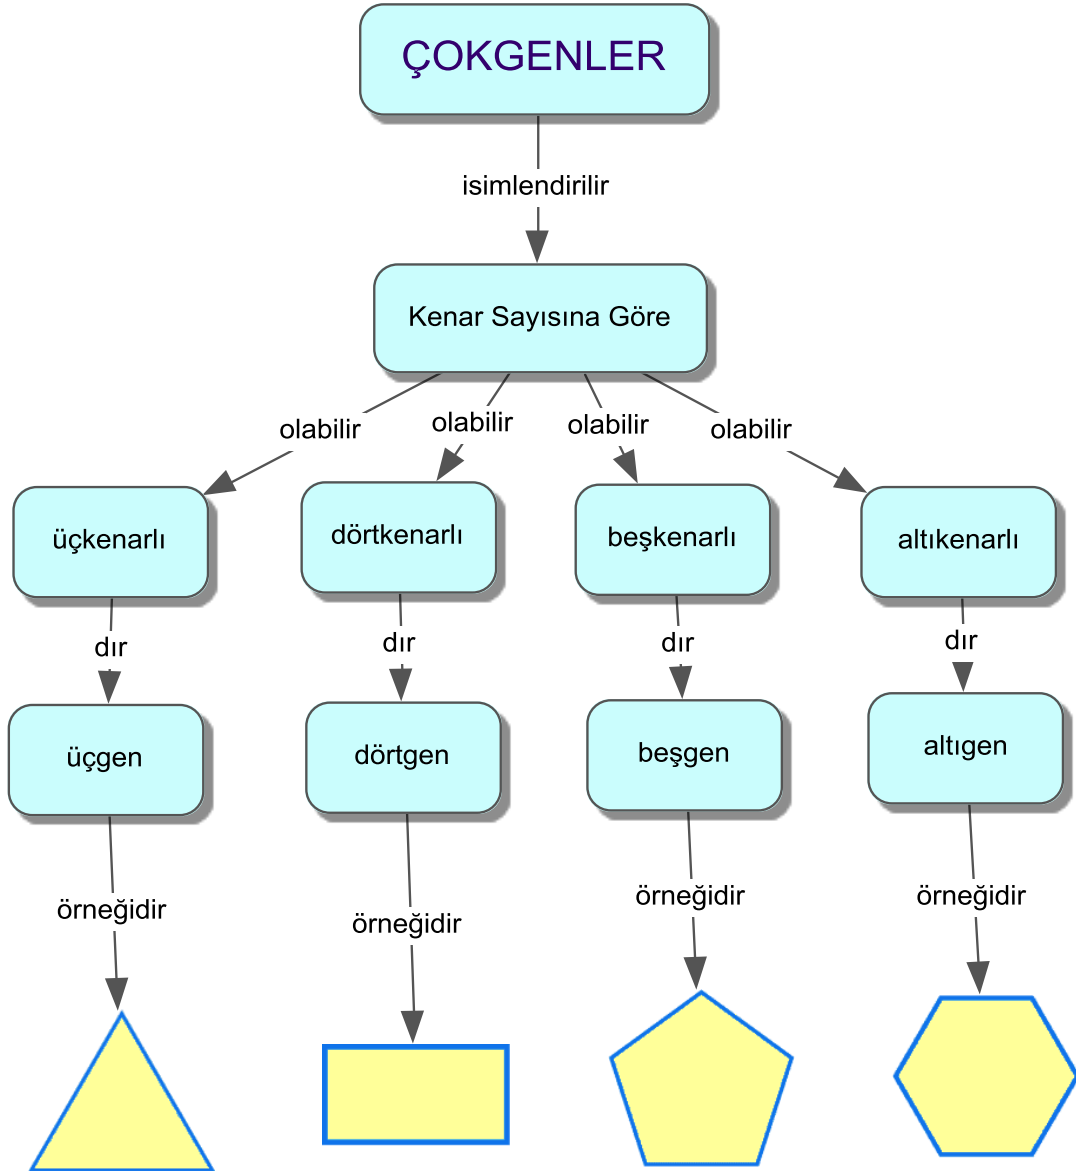 ÇOKGENLER
isimlendirilir
Kenar Sayısına Göre
olabilir
olabilir
olabilir
olabilir
üçkenarlı
dörtkenarlı
beşkenarlı
altıkenarlı
dır
dır
dır
dır
üçgen
dörtgen
beşgen
altıgen
örneğidir
örneğidir
örneğidir
örneğidir